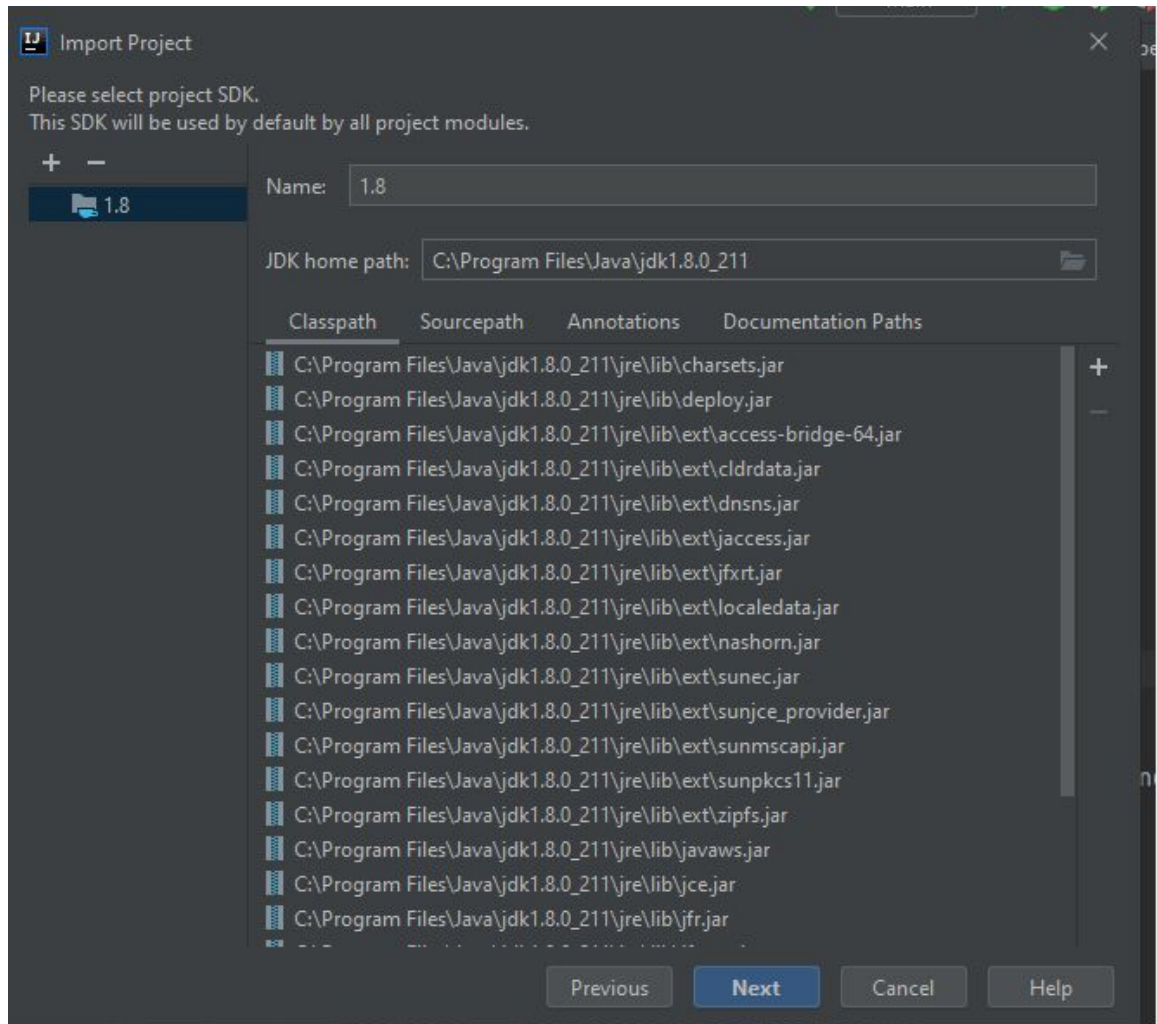 IJ
Import Project
Please select project SDK.
This SDK will be used by default by all project modules.
1.8
Name: 1.8
JDK home path: C:\Program Files\Java\jdk1.8.0_211
Classpath Sourcepath Annotations Documentation Paths
C:\Program Files\Java\jdk1.8.0_211\jre\lib\charsets.jar
C:\Program Files\Java\jdk1.8.0_211\jre\lib\deploy.jar
C:\Program Files\Java\jdk1.8.0_211\jre\lib\ext\access-bridge-64.jar
C:\Program Files\Java\jdk1.8.0_211\jre\lib\ext\cldrdata.jar
C:\Program Files\Java\jdk1.8.0_211\jre\lib\ext\dnsns.jar
C:\Program Files\Java\jdk1.8.0_211\jre\lib\ext\jaccess.jar
C:\Program Files\Java\jdk1.8.0_211\jre\lib\ext\jfxrt.jar
C:\Program Files\Java\jdk1.8.0_211\jre\lib\ext\localedata.jar
C:\Program Files\Java\jdk1.8.0_211\jre\lib\ext\nashorn.jar
C:\Program Files\Java\jdk1.8.0_211\jre\lib\ext\sunec.jar
C:\Program Files\Java\jdk1.8.0_211\jre\lib\ext\sunjce_provider.jar
C:\Program Files\Java\jdk1.8.0_211\jre\lib\ext\sunmscapi.jar
C:\Program Files\Java\jdk1.8.0_211\jre\lib\ext\sunpkcs11.jar
C:\Program Files\Java\jdk1.8.0_211\jre\lib\ext\zipfs.jar
C:\Program Files\Java\jdk1.8.0_211\jre\lib\javaws.jar
C:\Program Files\Java\jdk1.8.0_211\jre\lib\jce.jar
C:\Program Files\Java\jdk1.8.0_211\jre\lib\jfr.jar
Previous Next Cancel Help